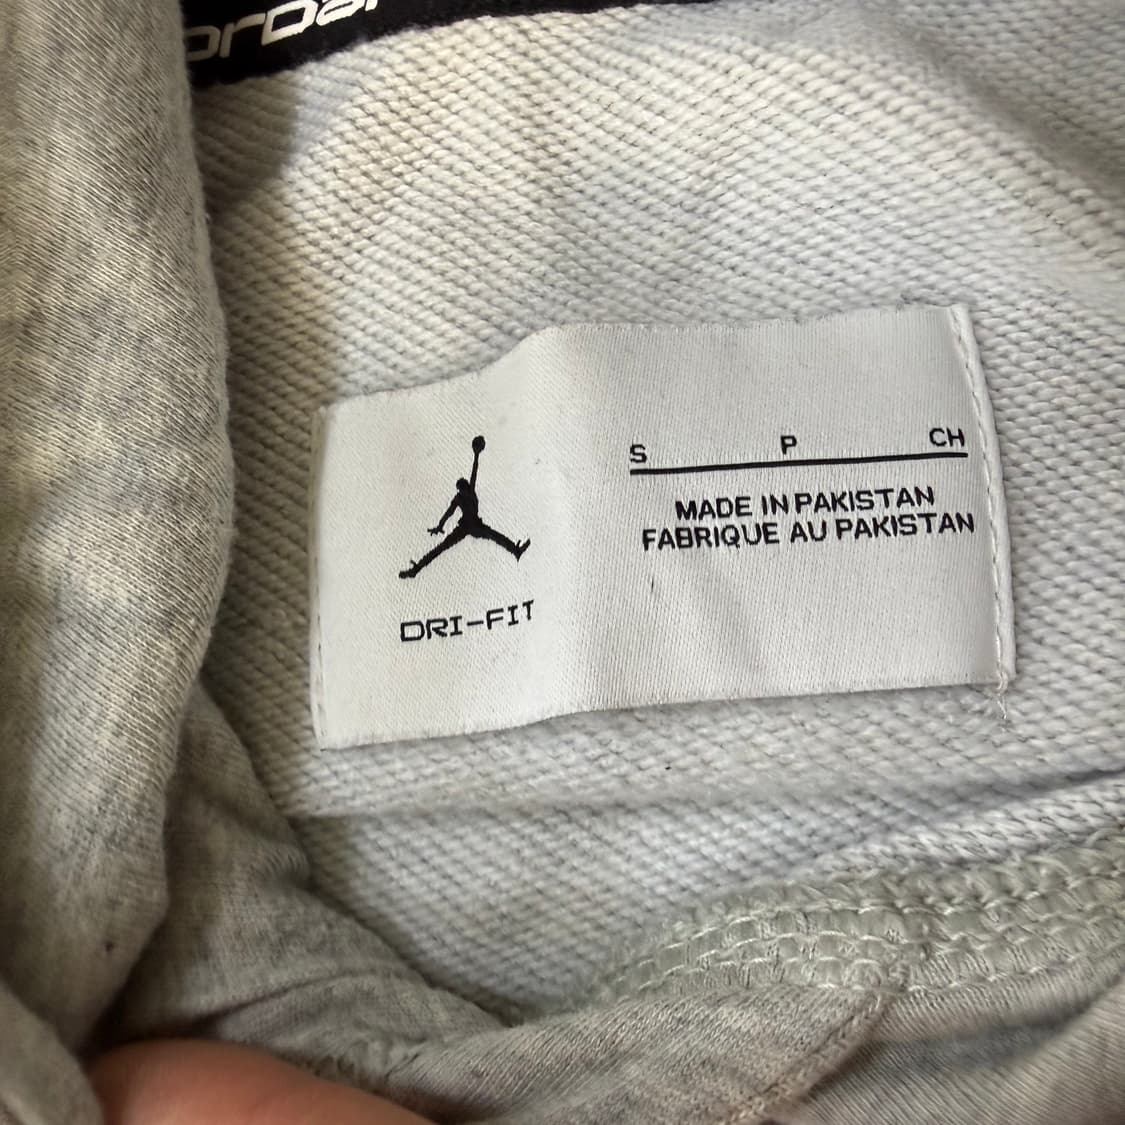 DRI-FIT
S P CH
MADE IN PAKISTAN
FABRIQUE AU PAKISTAN